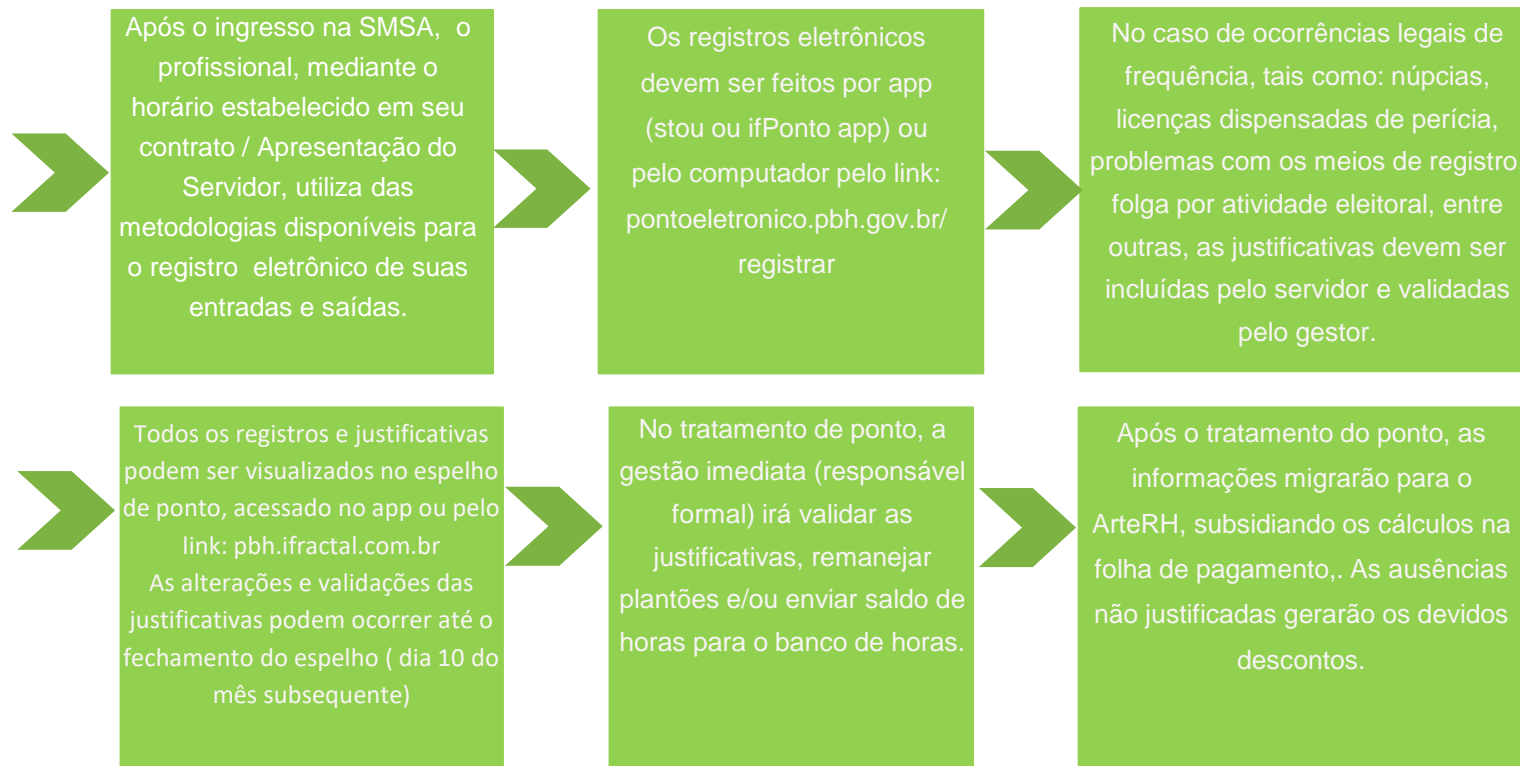 Após o ingresso na SMSA, o
profissional, mediante o
horário estabelecido em seu
contrato / Apresentação do
Servidor, utiliza das
metodologias disponíveis para
o registro eletrônico de suas
entradas e saídas.
Os registros eletrônicos
devem ser feitos por app
(stou ou ifPonto app) ou
pelo computador pelo link:
pontoeletronico.pbh.gov.br/
registrar
No caso de ocorrências legais de
frequência, tais como: núpcias,
licenças dispensadas de perícia,
problemas com os meios de registro,
folga por atividade eleitoral, entre
outras, as justificativas devem ser
incluídas pelo servidor e validadas
pelo gestor.
Todos os registros e justificativas
podem ser visualizados no espelho
de ponto, acessado no app ou pelo
link: pbh.ifractal.com.br
As alterações e validações das
justificativas podem ocorrer até o
fechamento do espelho ( dia 10 do
mês subsequente)
No tratamento de ponto, a
gestão imediata (responsável
formal) irá validar as
justificativas, remanejar
plantões e/ou enviar saldo de
horas para o banco de horas.
Após o tratamento do ponto, as
informações migrarão para o
ArteRH, subsidiando os cálculos na
folha de pagamento,. As ausências
não justificadas gerarão os devidos
descontos.